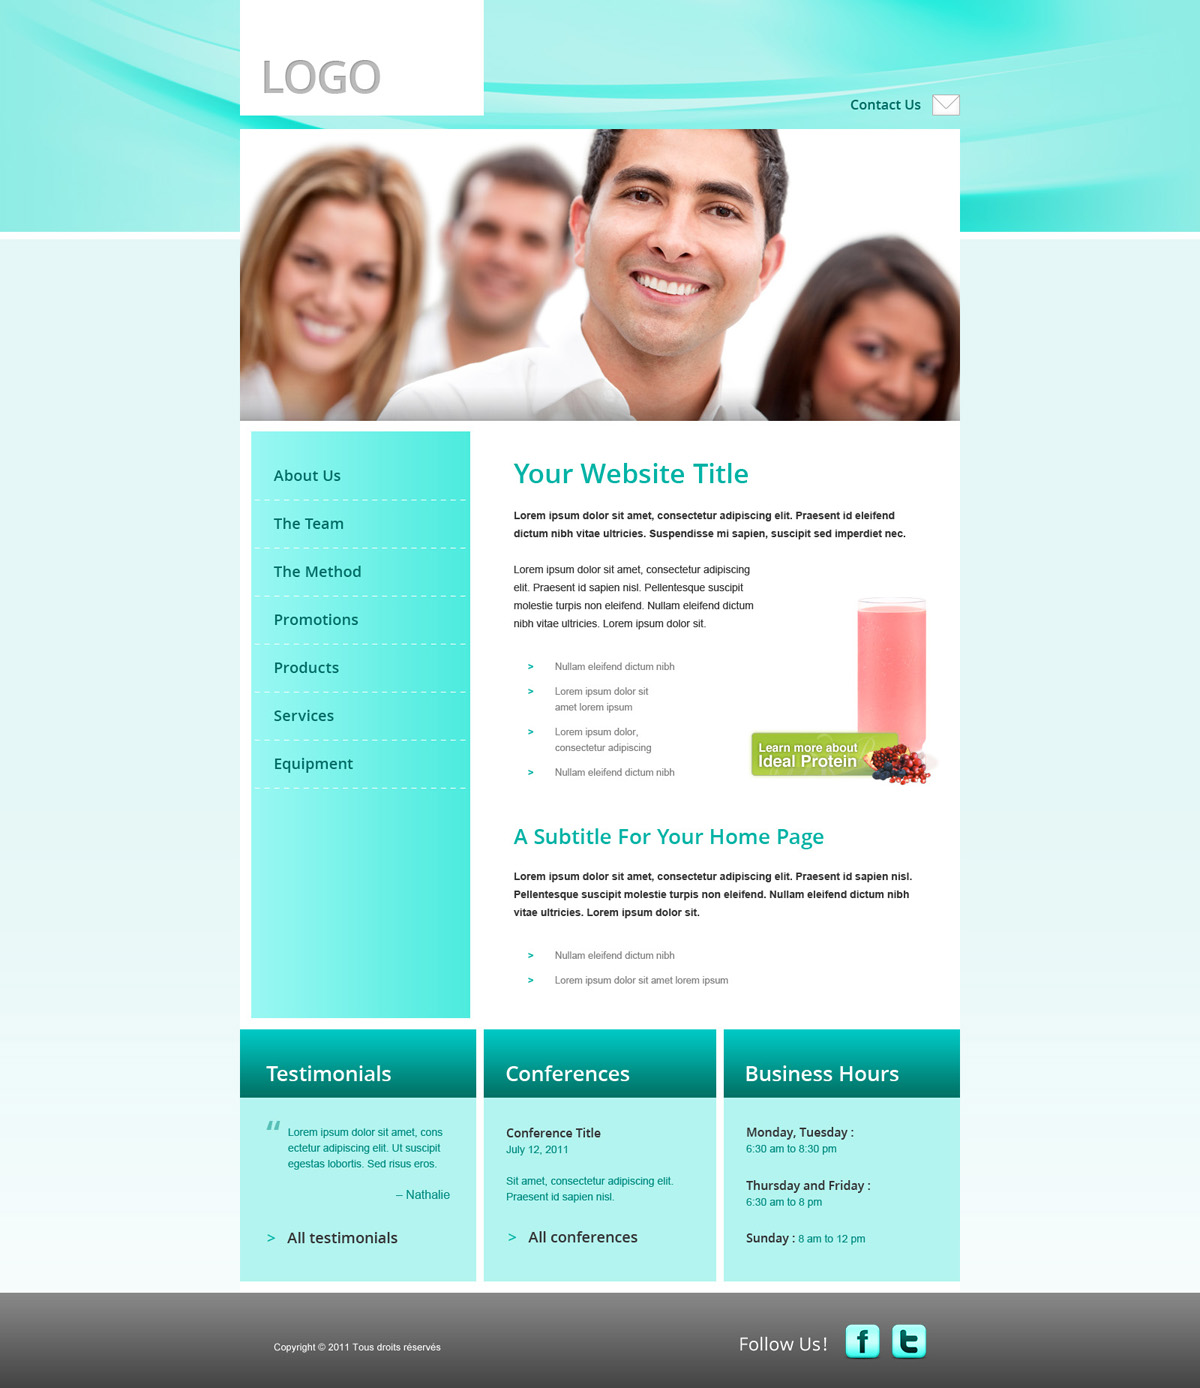 LOGO
Contact Us
About Us
The Team
The Method
Promotions
Products
Services
Equipment
Your Website Title
Lorem ipsum dolor sit amet, consectetur adipiscing elit. Praesent id eleifend
dictum nibh vitae ultricies. Suspendisse mi sapien, suscipit sed imperdiet nec.
Lorem ipsum dolor sit amet, consectetur adipiscing
elit. Praesent id sapien nisl. Pellentesque suscipit
molestie turpis non eleifend. Nullam eleifend dictum
nibh vitae ultricies. Lorem ipsum dolor sit.
> Nullam eleifend dictum nibh
> Lorem ipsum dolor sit
amet lorem ipsum
> Lorem ipsum dolor,
consectetur adipiscing
> Nullam eleifend dictum nibh
Learn more about
Ideal Protein
A Subtitle For Your Home Page
Lorem ipsum dolor sit amet, consectetur adipiscing elit. Praesent id sapien nisl.
Pellentesque suscipit molestie turpis non eleifend. Nullam eleifend dictum nibh
vitae ultricies. Lorem ipsum dolor sit.
> Nullam eleifend dictum nibh
> Lorem ipsum dolor sit amet lorem ipsum
Testimonials
“ Lorem ipsum dolor sit amet, cons
ectetur adipiscing elit. Ut suscipit
egestas lobortis. Sed risus eros.
– Nathalie
> All testimonials
Conferences
Conference Title
July 12, 2011
Sit amet, consectetur adipiscing elit.
Praesent id sapien nisl.
> All conferences
Business Hours
Monday, Tuesday :
6:30 am to 8:30 pm
Thursday and Friday :
6:30 am to 8 pm
Sunday : 8 am to 12 pm
Copyright © 2011 Tous droits réservés
Follow Us! f t